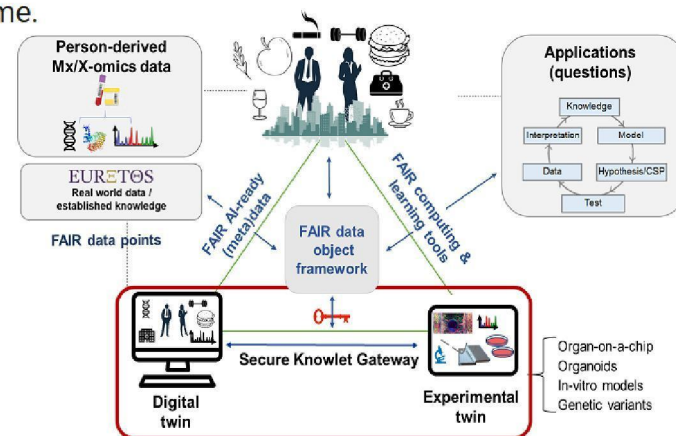 me.
Person-derived
Mx/X-omics data
EURETOS
Real world data /
established knowledge
FAIR data points
FAIR AI-ready
(meta)data
FAIR data
object
framework
FAIR computing &
learning tools
Applications
(questions)
Knowledge
Interpretation
Model
Data
Hypothesis/CSP
Test
Secure Knowlet Gateway
Digital
twin
Experimental
twin
Organ-on-a-chip
Organoids
In-vitro models
Genetic variants